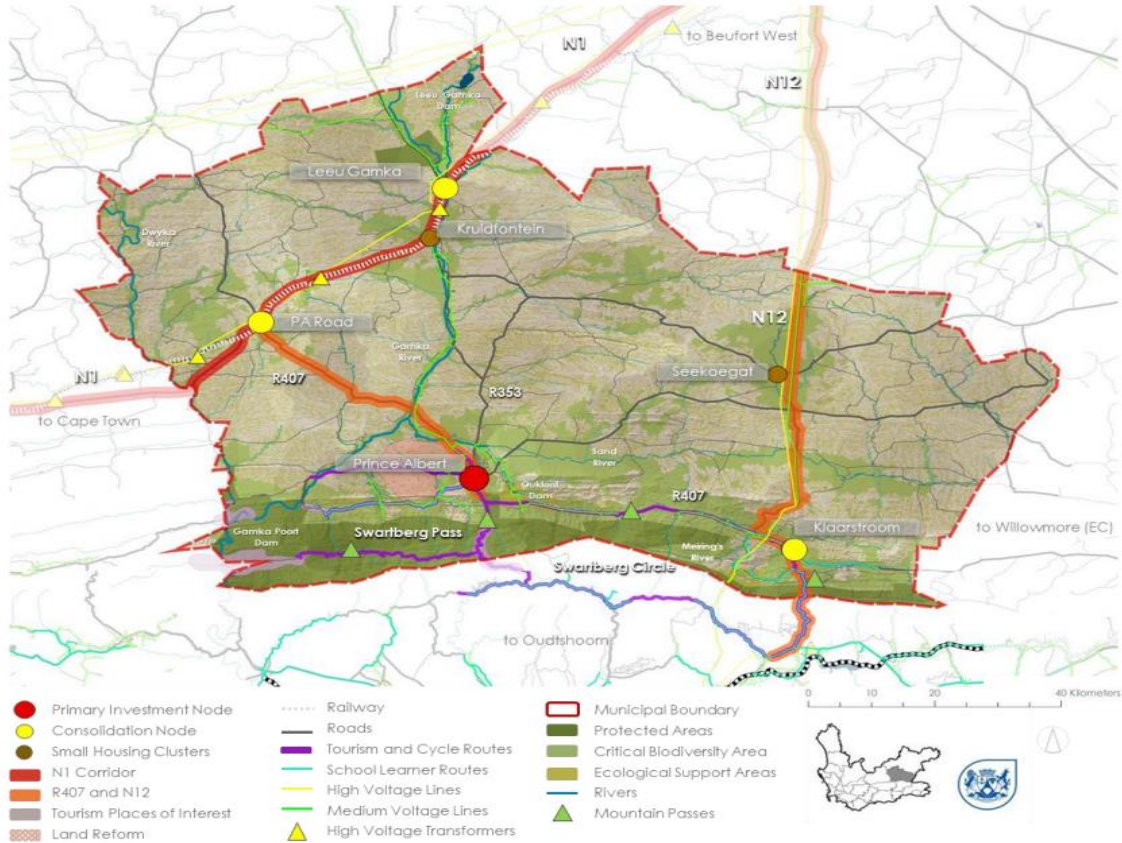 to Beufort West
N1
N12
Leeu Gamka
Dam
Leeu Gamka
Kruldfontein
Dwyka
River
PA Road
N12
Gamka
River
Seekoegat
N1
R407
R353
to Cape Town
Prince Albert
Sand
River
Oukloof
Dam
R407
Klaarstroom
to Willowmore (EC)
Gamka Poort
Dam
Swartberg Pass
Meiring's
River
Swartberg Circle
to Oudtshoorn
0 10 20 40 Kilometers
Primary Investment Node
Consolidation Node
Small Housing Clusters
N1 Corridor
R407 and N12
Tourism Places of Interest
Land Reform
Railway
Roads
Tourism and Cycle Routes
School Learner Routes
High Voltage Lines
Medium Voltage Lines
High Voltage Transformers
Municipal Boundary
Protected Areas
Critical Biodiversity Area
Ecological Support Areas
Rivers
Mountain Passes